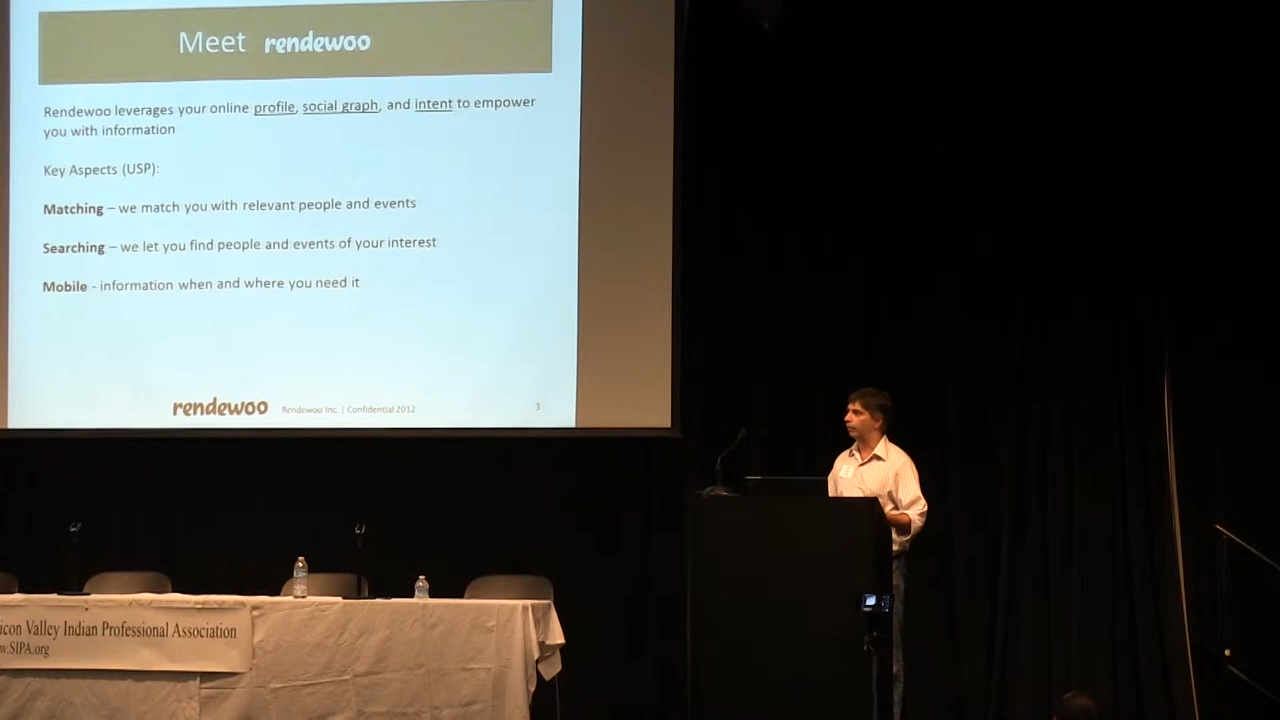 Meet rendewoo
Rendewoo leverages your online profile, social graph, and intent to empower
you with information
Key Aspects (USP):
Matching – we match you with relevant people and events
Searching – we let you find people and events of your interest
Mobile - information when and where you need it
rendewoo Rendewoo Inc. | Confidential 2012 3
icon Valley Indian Professional Association
w.SIPA.org